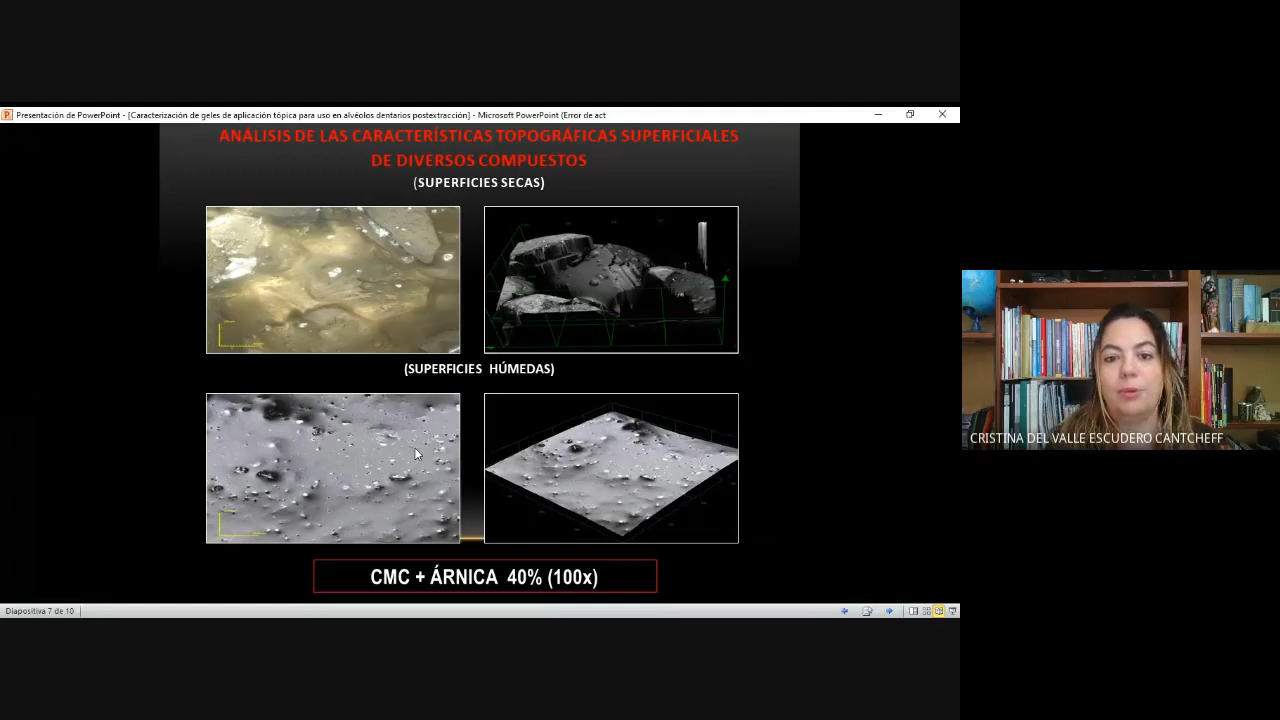 Presentación de PowerPoint - [Caracterización de geles de aplicación tópica para uso en alvéolos dentarios postextracción] - Microsoft PowerPoint (Error de act
ANÁLISIS DE LAS CARACTERÍSTICAS TOPOGRÁFICAS SUPERFICIALES
DE DIVERSOS COMPUESTOS
(SUPERFICIES SECAS)
(SUPERFICIES HÚMEDAS)
CRISTINA DEL VALLE ESCUDERO CANTCHEFF
CMC + ÁRNICA 40% (100x)
Diapositiva 7 de 10